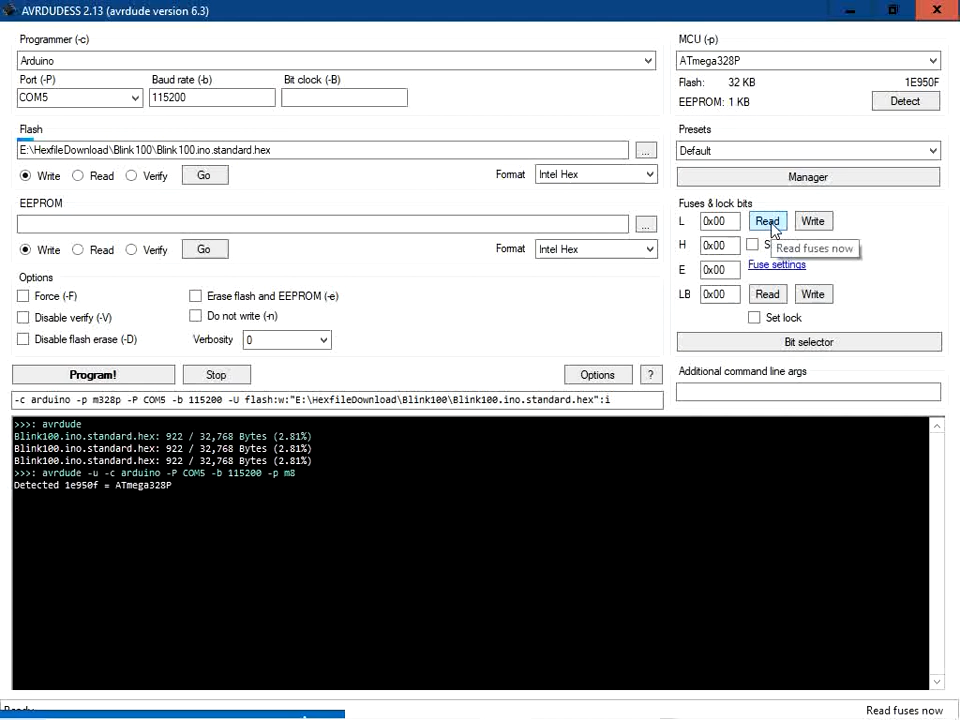 AVRDUDESS 2.13 (avrdude version 6.3)
Programmer (-c)
Arduino
Port (-P) Baud rate (-b) Bit clock (-B)
COM5 115200
MCU (-p)
ATmega328P
Flash: 32 KB 1E950F
EEPROM: 1 KB Detect
Flash
E:\HexfileDownload\Blink100\Blink100.ino.standard.hex ...
Write Read Verify Go Format Intel Hex
Presets
Default
Manager
EEPROM
...
Write Read Verify Go Format Intel Hex
Fuses & lock bits
L 0x00 Read Write
H 0x00 S Read fuses now
E 0x00 Fuse settings
LB 0x00 Read Write
Set lock
Bit selector
Options
Force (-F) Erase flash and EEPROM (-e)
Disable verify (-V) Do not write (-n)
Disable flash erase (-D) Verbosity 0
Program! Stop Options ?
Additional command line args
-c arduino -p m328p -P COM5 -b 115200 -U flash:w:"E:\HexfileDownload\Blink100\Blink100.ino.standard.hex":i
>>>: avrdude
Blink100.ino.standard.hex: 922 / 32,768 Bytes (2.81%)
Blink100.ino.standard.hex: 922 / 32,768 Bytes (2.81%)
Blink100.ino.standard.hex: 922 / 32,768 Bytes (2.81%)
>>>: avrdude -u -c arduino -P COM5 -b 115200 -p m8
Detected 1e950f = ATmega328P
Ready Read fuses now